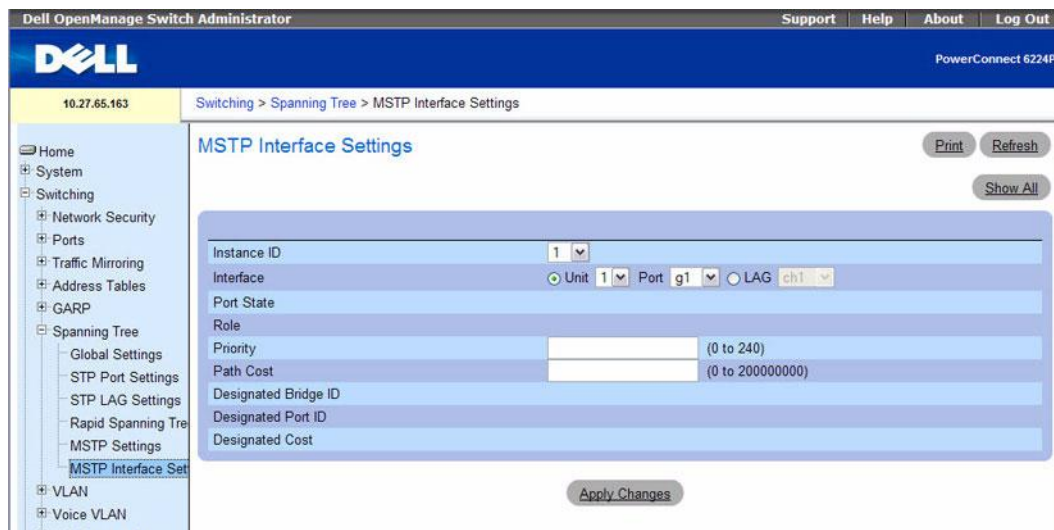 Dell OpenManage Switch Administrator Support Help About Log Out
DELL
PowerConnect 6224P
10.27.65.163
Switching > Spanning Tree > MSTP Interface Settings
Home
System
Switching
Network Security
Ports
Traffic Mirroring
Address Tables
GARP
Spanning Tree
Global Settings
STP Port Settings
STP LAG Settings
Rapid Spanning Tre
MSTP Settings
MSTP Interface Set
VLAN
Voice VLAN
MSTP Interface Settings
Print Refresh
Show All
Instance ID 1
Interface Unit 1 Port g1 LAG ch1
Port State
Role
Priority (0 to 240)
Path Cost (0 to 200000000)
Designated Bridge ID
Designated Port ID
Designated Cost
Apply Changes